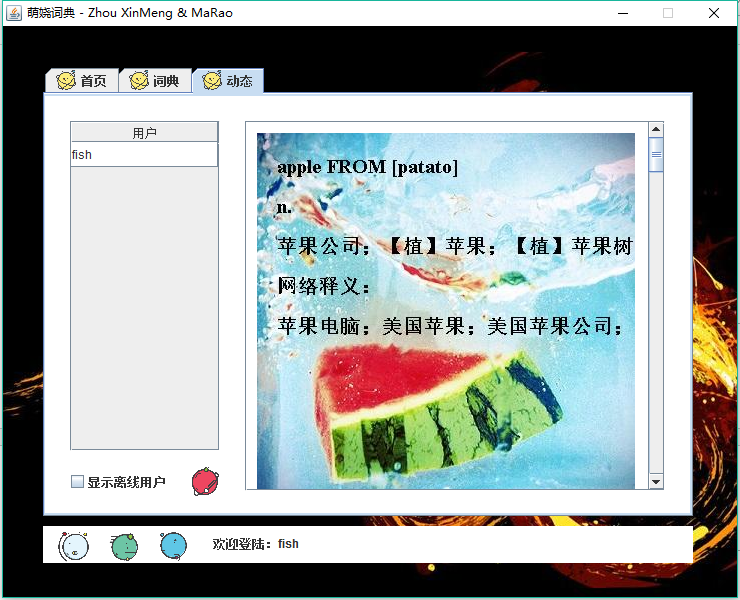 萌娆词典 - Zhou XinMeng & MaRao
首页
词典
动态
用户
fish
apple FROM [patato]
n.
苹果公司；【植】苹果；【植】苹果树
网络释义：
苹果电脑；美国苹果；美国苹果公司；
显示离线用户
欢迎登陆：fish